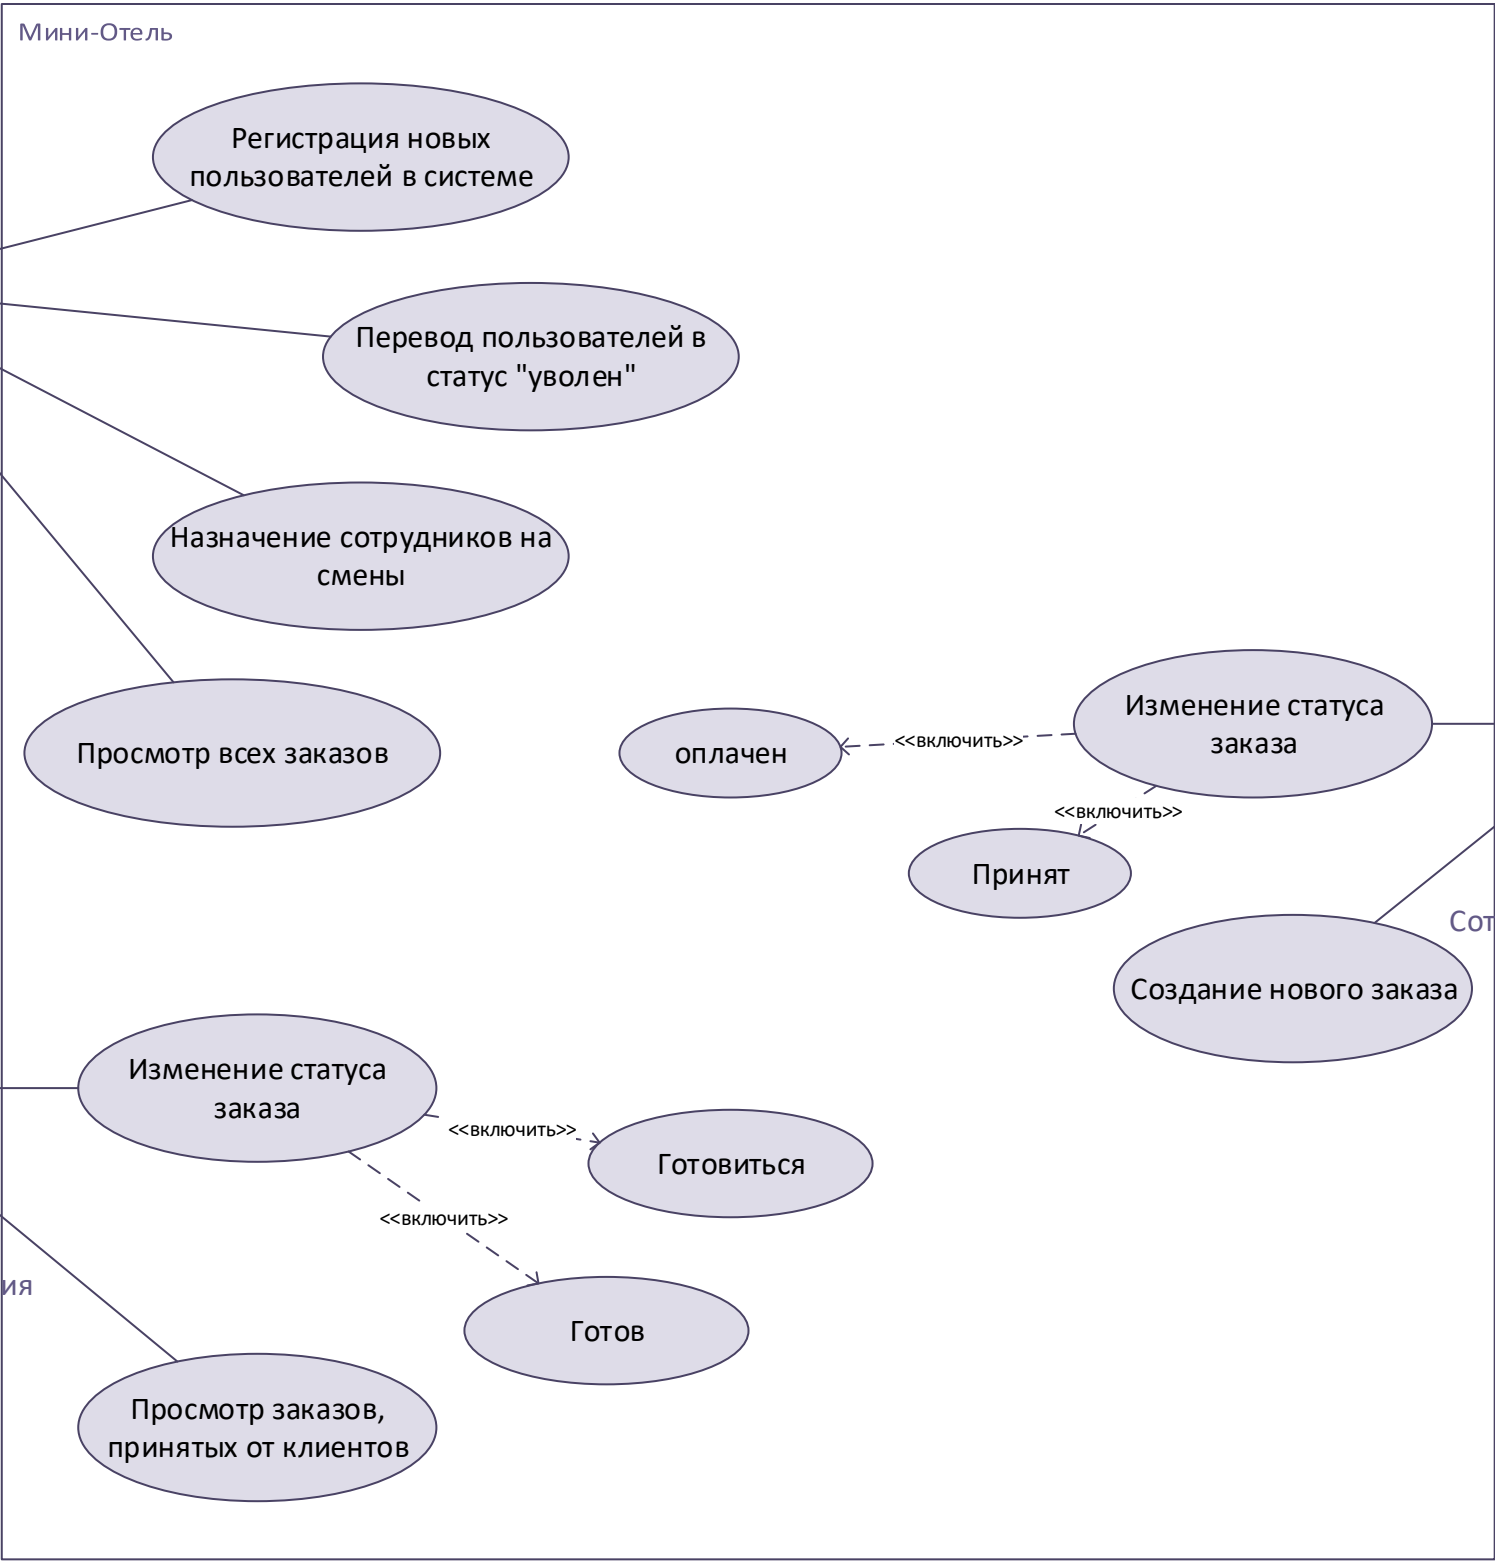 Мини-Отель
Регистрация новых
пользователей в системе
Перевод пользователей в
статус "уволен"
Назначение сотрудников на
смены
Просмотр всех заказов
Изменение статуса
заказа
<<включить>>
оплачен
<<включить>>
Принят
Сот
Создание нового заказа
Изменение статуса
заказа
<<включить>>
Готовиться
<<включить>>
ия
Готов
Просмотр заказов,
принятых от клиентов